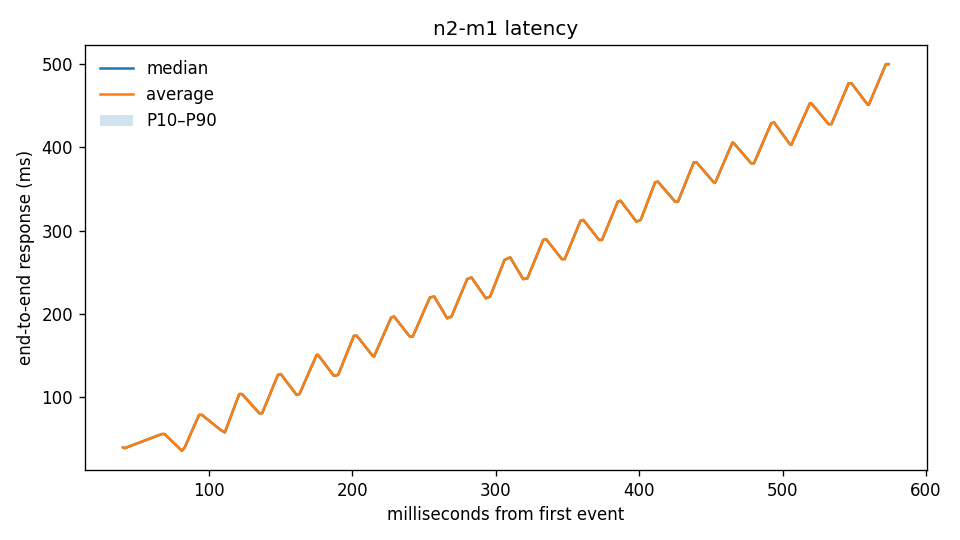 n2-m1 latency
median
average
P10–P90
500
400
300
200
100
end-to-end response (ms)
100 200 300 400 500 600
milliseconds from first event